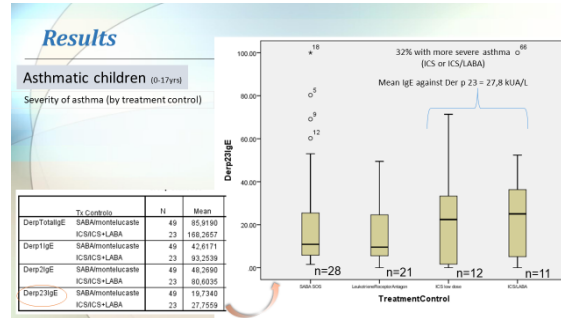 Results
Asthmatic children (0-17yrs)
Severity of asthma (by treatment control)
Tx Controlo N Mean
DerpTotalIgE SABA/montelucaste 49 85,9190
ICS/ICS+LABA 23 168,2657
Derp1IgE SABA/montelucaste 49 42,6171
ICS/ICS+LABA 23 93,2539
Derp2IgE SABA/montelucaste 49 48,2690
ICS/ICS+LABA 23 80,6035
Derp23IgE SABA/montelucaste 49 19,7340
ICS/ICS+LABA 23 27,7559
32% with more severe asthma
(ICS or ICS/LABA)
Mean IgE against Der p 23 = 27,8 kUA/L
Derp23IgE
100.00
80.00
60.00
40.00
20.00
.00
18
5
9
12
66
n=28 n=21 n=12 n=11
SABA SOS LeukotrieneReceptorAntagon ICS low dose ICS/LABA
TreatmentControl